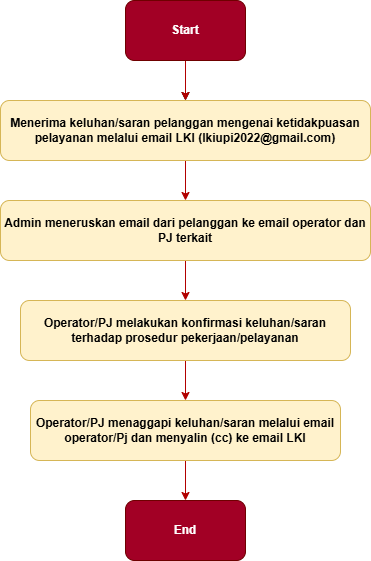 Start
Menerima keluhan/saran pelanggan mengenai ketidakpuasan
pelayanan melalui email LKI (lkiupi2022@gmail.com)
Admin meneruskan email dari pelanggan ke email operator dan
PJ terkait
Operator/PJ melakukan konfirmasi keluhan/saran
terhadap prosedur pekerjaan/pelayanan
Operator/PJ menaggapi keluhan/saran melalui email
operator/Pj dan menyalin (cc) ke email LKI
End